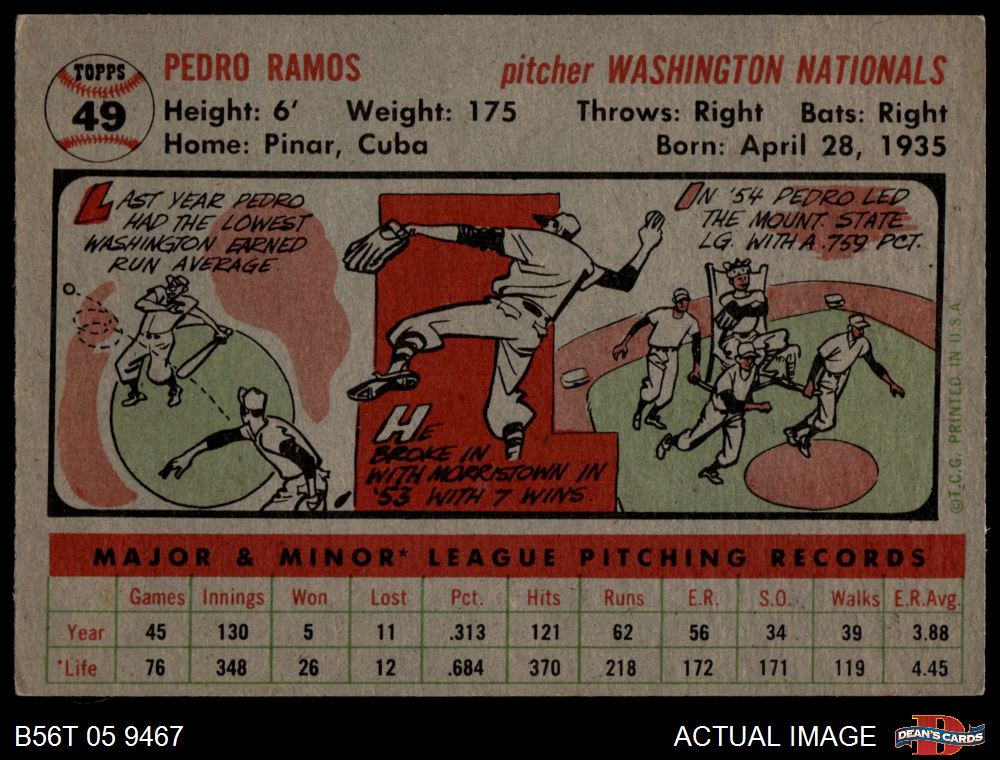 TOPPS
49
PEDRO RAMOS
pitcher WASHINGTON NATIONALS
Height: 6' Weight: 175 Throws: Right Bats: Right
Home: Pinar, Cuba Born: April 28, 1935
LAST YEAR PEDRO
HAD THE LOWEST
WASHINGTON EARNED
RUN AVERAGE.
HE
BROKE IN
WITH MORRISTOWN IN
'53 WITH 7 WINS.
IN '54 PEDRO LED
THE MOUNT. STATE
LG. WITH A .759 PCT.
©T.C.G. PRINTED IN U.S.A
MAJOR & MINOR* LEAGUE PITCHING RECORDS
Games Innings Won Lost Pct. Hits Runs E.R. S.O. Walks E.R.Avg.
Year 45 130 5 11 .313 121 62 56 34 39 3.88
*Life 76 348 26 12 .684 370 218 172 171 119 4.45
B56T 05 9467
ACTUAL IMAGE
DEAN'S CARDS